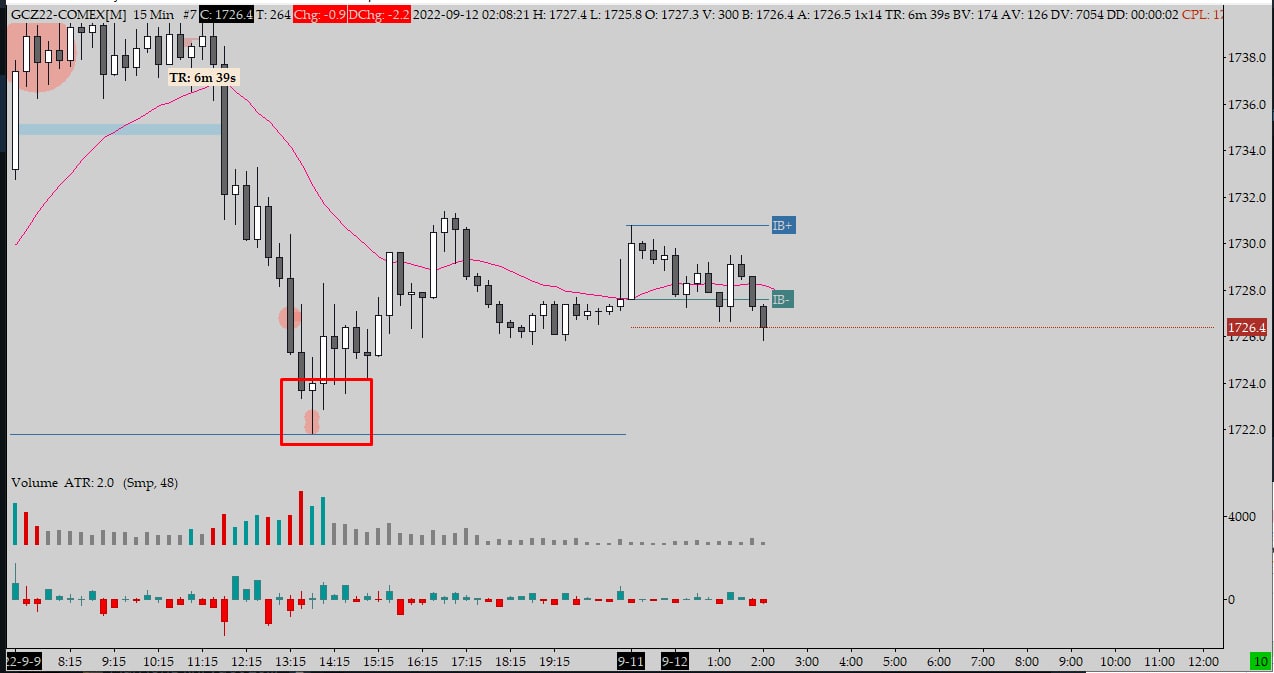 GCZ22-COMEX[M] 15 Min #7 C: 1726.4 T: 264 Chg: -0.9 DChg: -2.2 2022-09-12 02:08:21 H: 1727.4 L: 1725.8 O: 1727.3 V: 300 B: 1726.4 A: 1726.5 1x14 TR: 6m 39s BV: 174 AV: 126 DV: 7054 DD: 00:00:02 CPL:
1738.0
TR: 6m 39s
1736.0
1734.0
1732.0
IB+
1730.0
1728.0
IB-
1726.4
1726.0
1724.0
1722.0
Volume ATR: 2.0 (Smp, 48)
4000
0
22-9-9 8:15 9:15 10:15 11:15 12:15 13:15 14:15 15:15 16:15 17:15 18:15 19:15 9-11 9-12 1:00 2:00 3:00 4:00 5:00 6:00 7:00 8:00 9:00 10:00 11:00 12:00 10